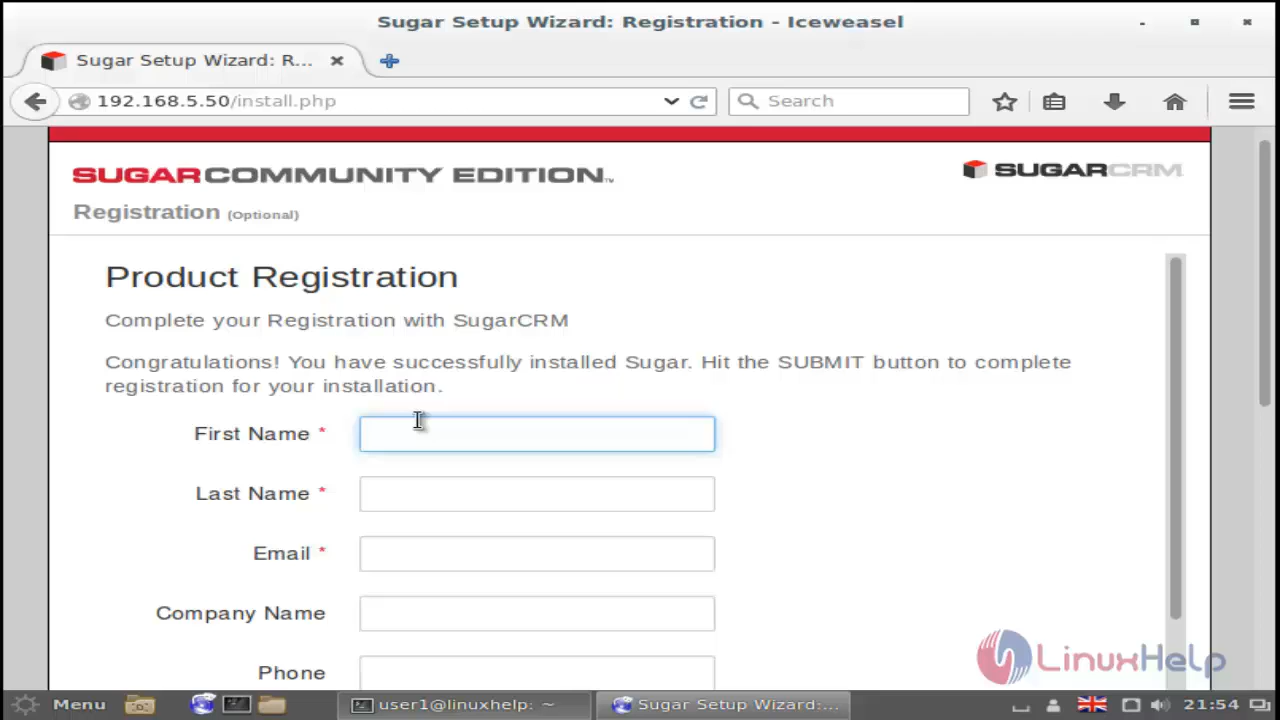 Sugar Setup Wizard: Registration - Iceweasel
Sugar Setup Wizard: R...
192.168.5.50/install.php
Search
SUGARCOMMUNITY EDITION™
SUGARCRM
Registration (Optional)
Product Registration
Complete your Registration with SugarCRM
Congratulations! You have successfully installed Sugar. Hit the SUBMIT button to complete
registration for your installation.
First Name *
Last Name *
Email *
Company Name
Phone
LinuxHelp
Menu
user1@linuxhelp: ~
Sugar Setup Wizard:...
21:54